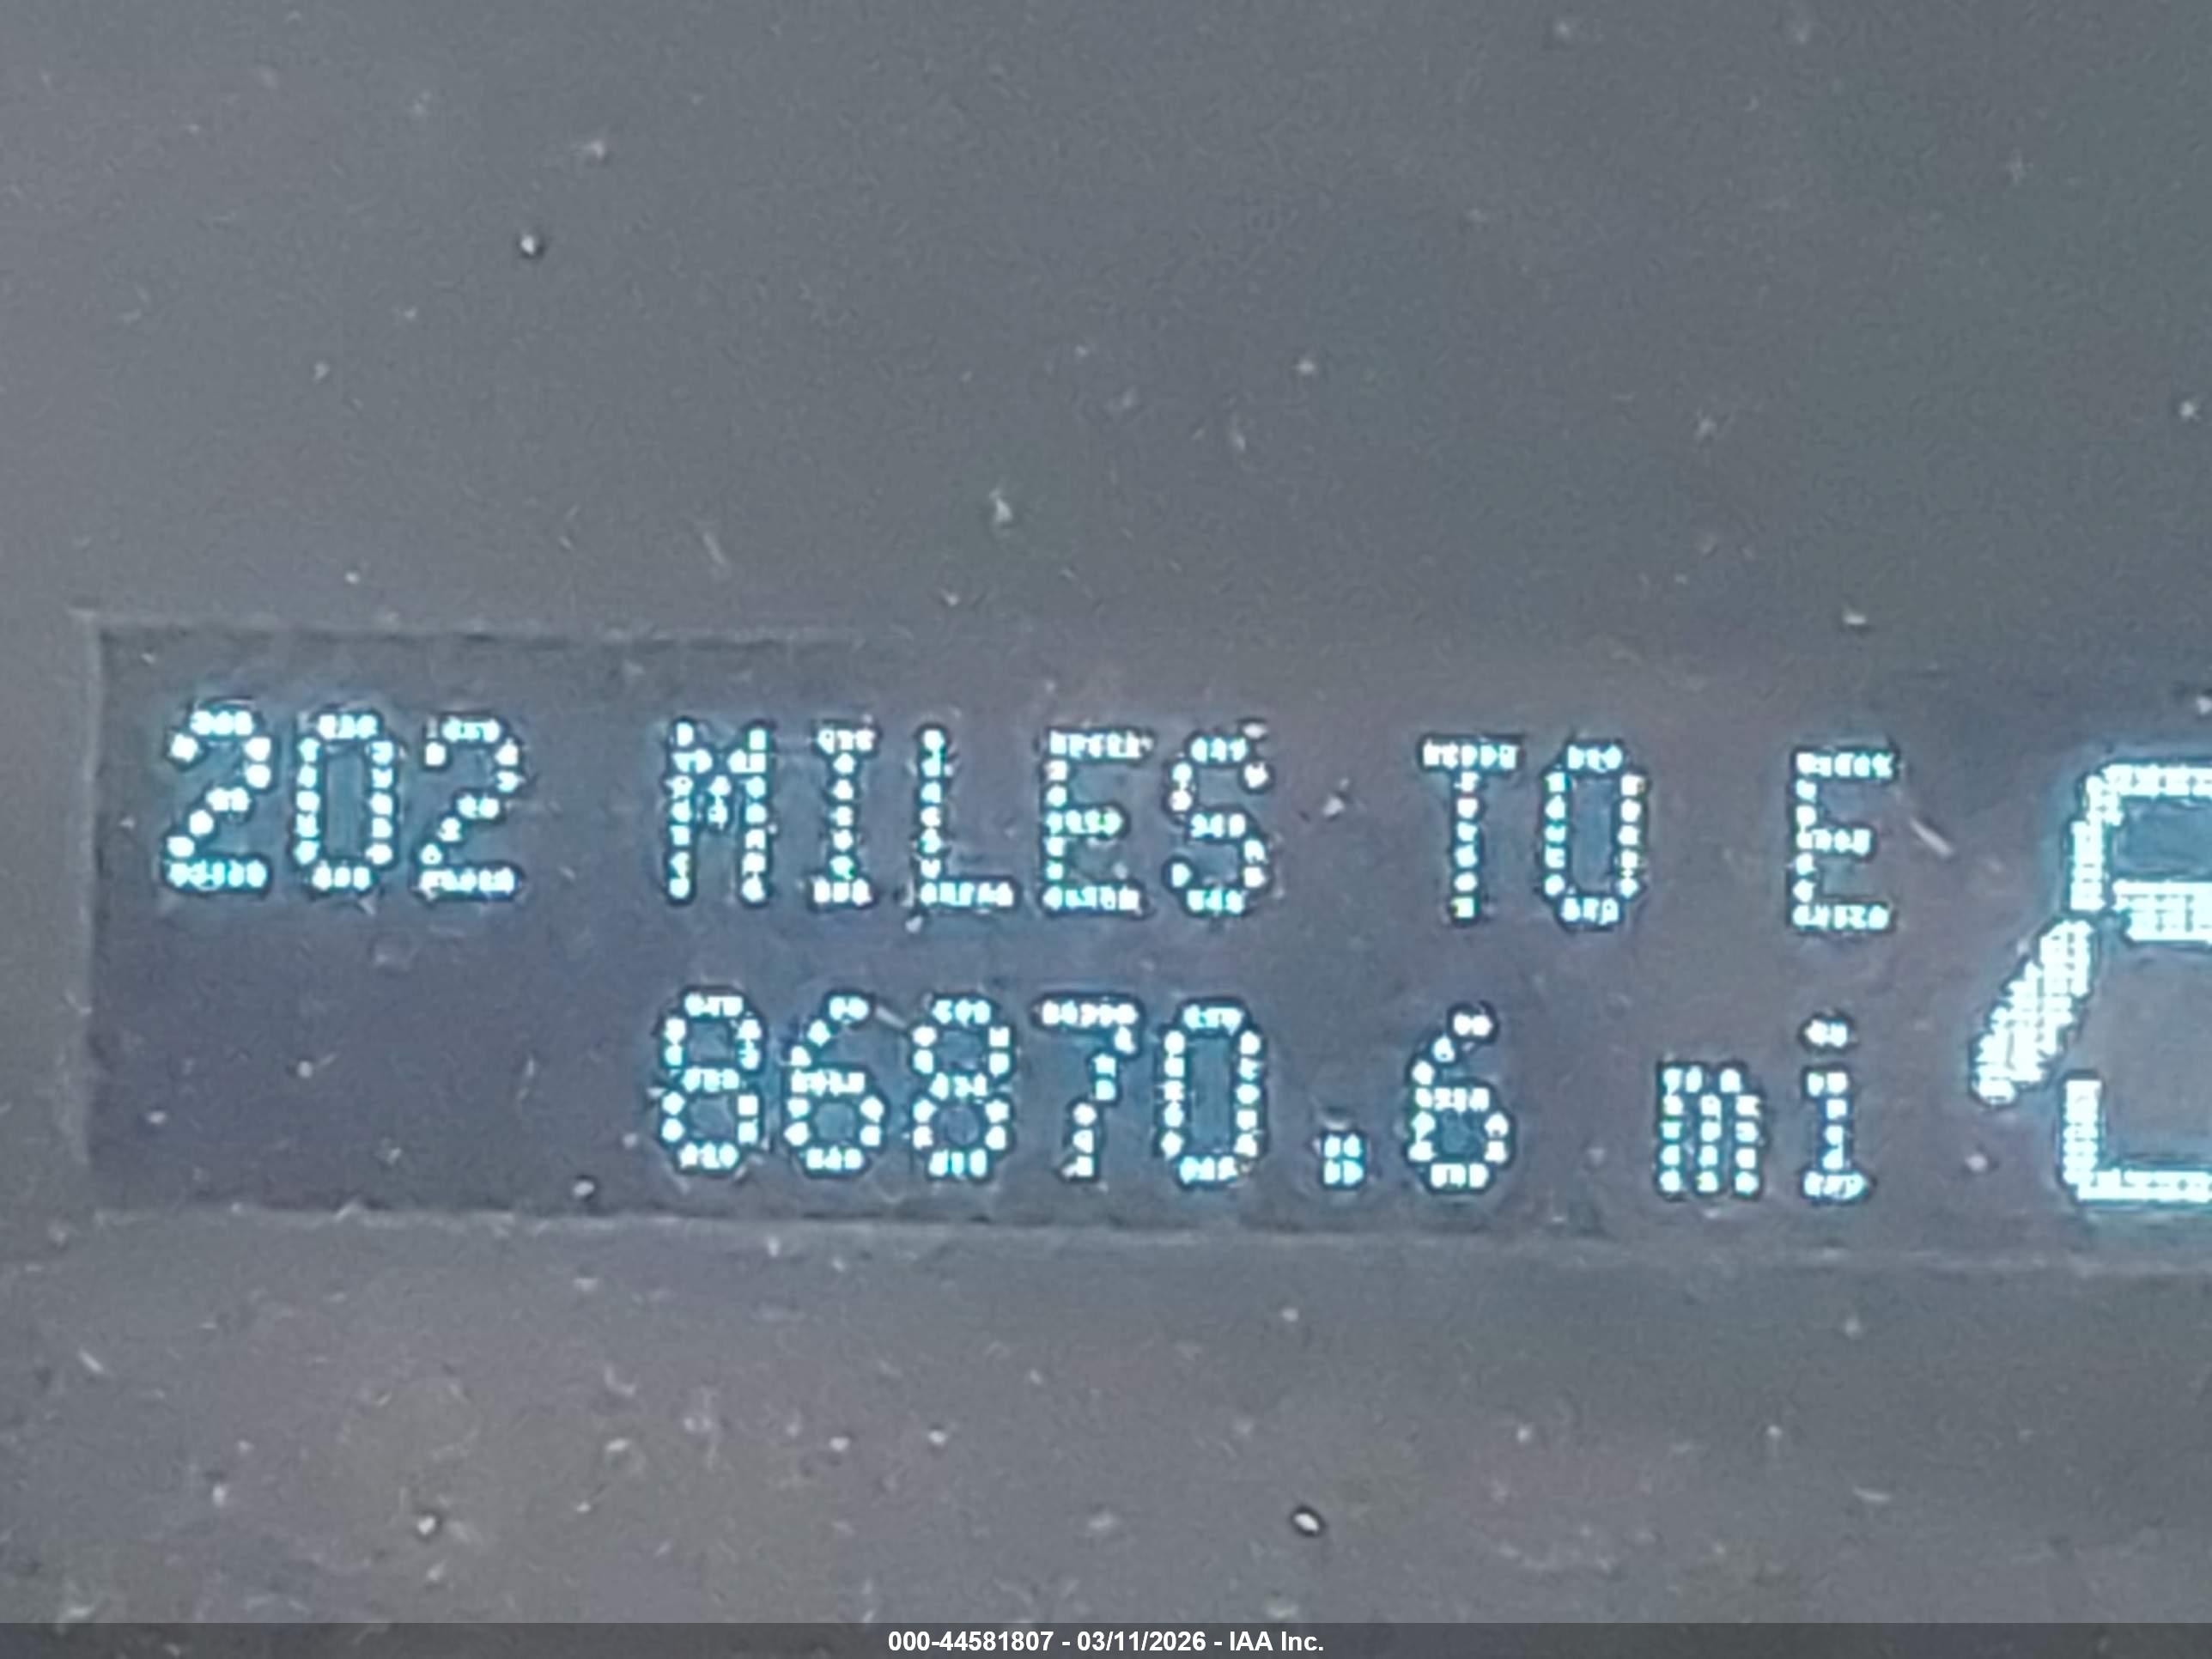 202 MILES TO E
86870.6 mi
000-44581807 - 03/11/2026 - IAA Inc.